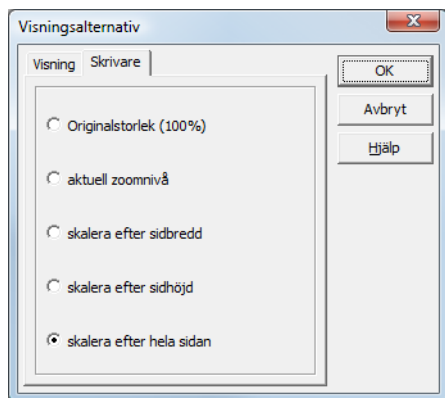 Visningsalternativ
Visning
Skrivare
Originalstorlek (100%)
aktuell zoomnivå
skalera efter sidbredd
skalera efter sidhöjd
skalera efter hela sidan
OK
Avbryt
Hjälp